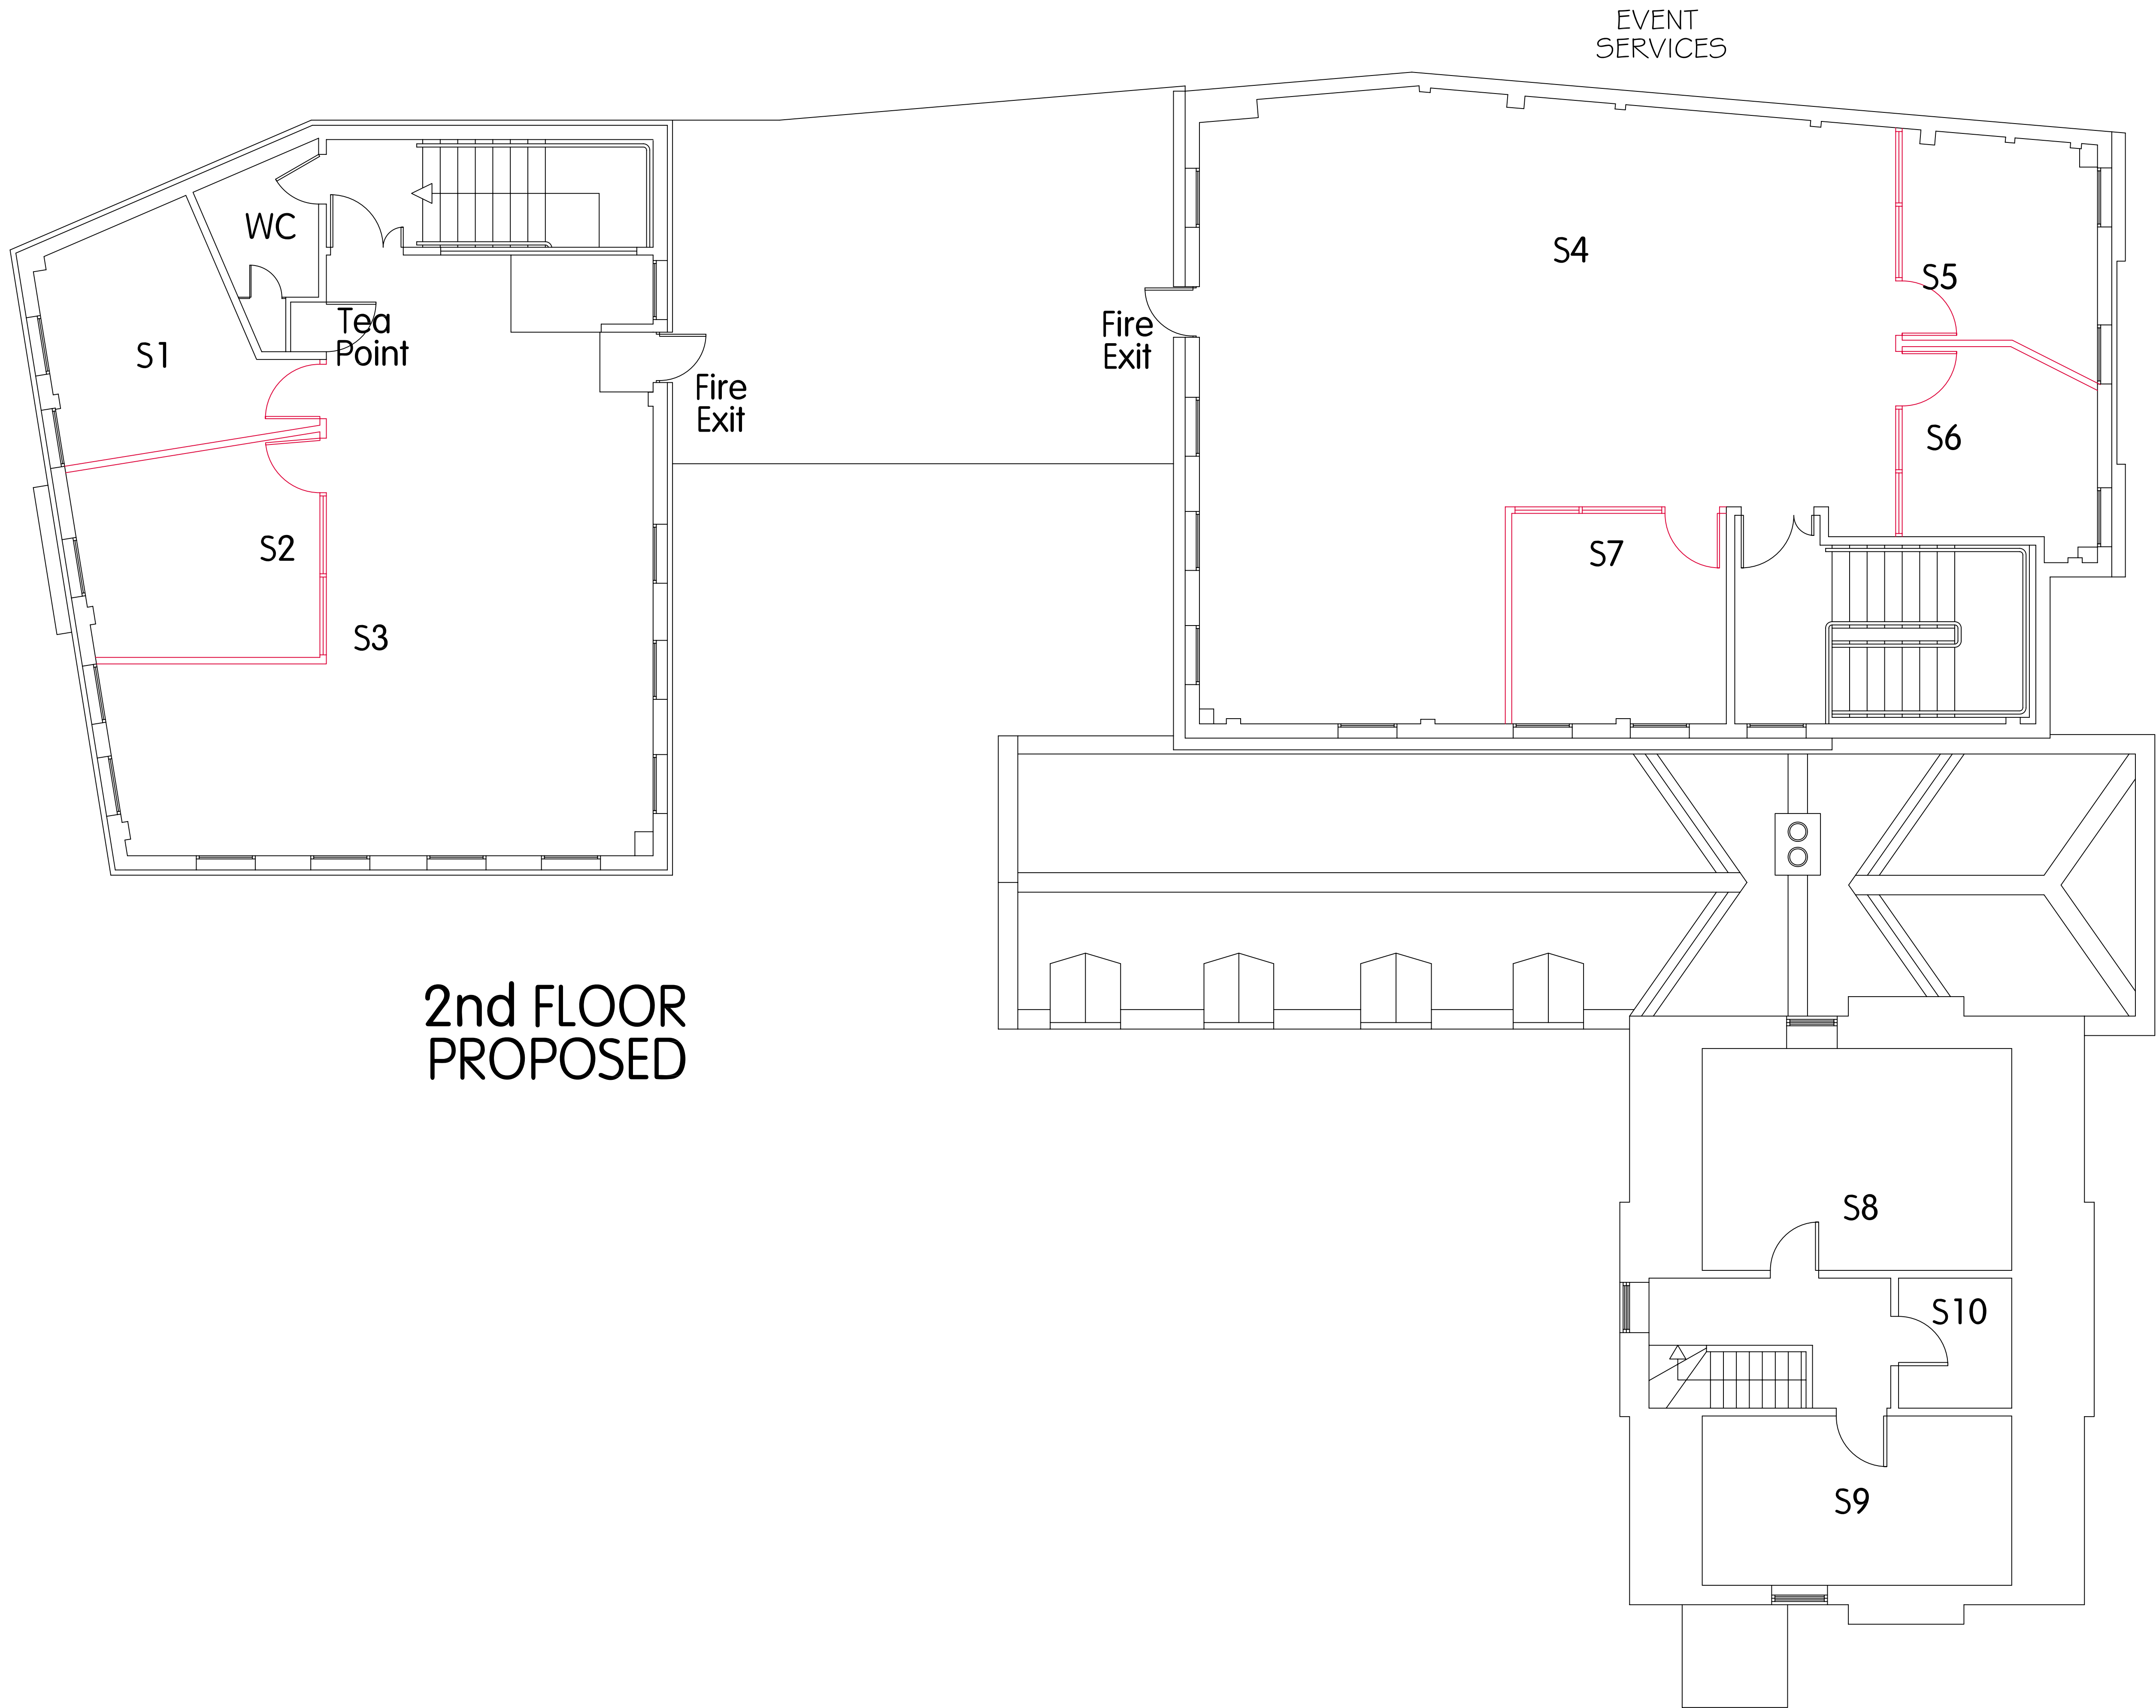 EVENT
SERVICES
WC
S4
S5
Tea
Point
Fire
Exit
S1
Fire
Exit
S6
S2
S7
S3
2nd FLOOR
PROPOSED
S8
S10
S9